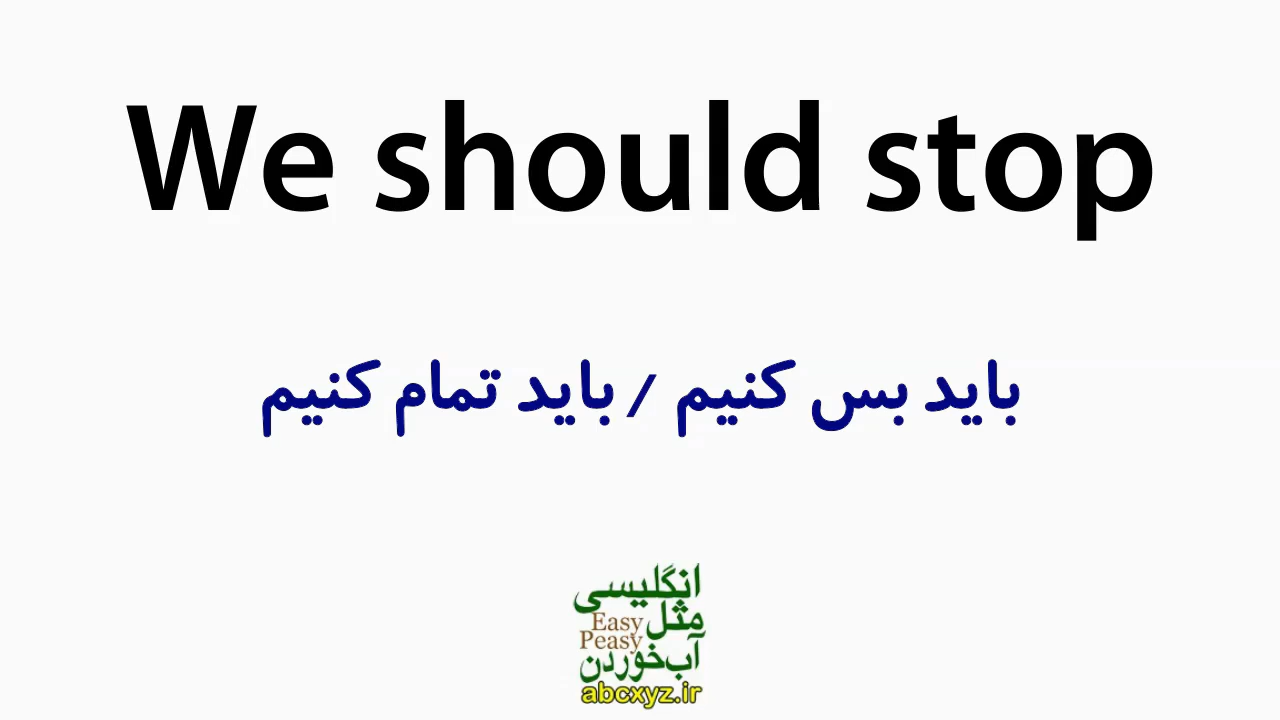 We should stop
باید بس کنیم / باید تمام کنیم
انگلیسی
مثل Easy
Peasy
آب‌خوردن
abcxyz.ir